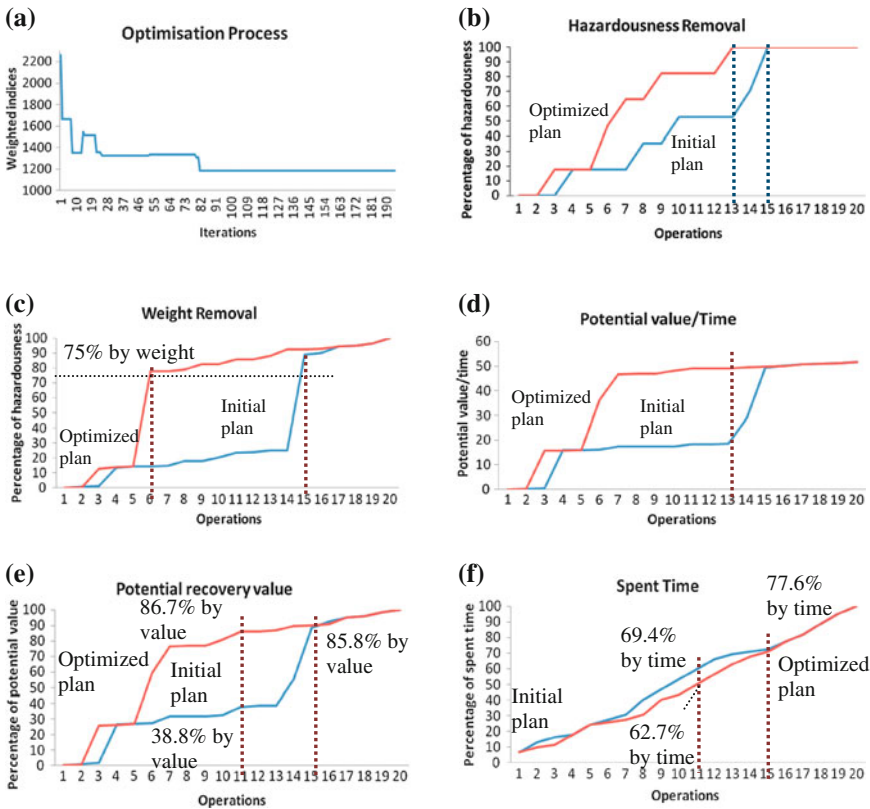 (a)
Optimisation Process
Weighted indices
2200
2000
1800
1600
1400
1200
1000
1 10 19 28 37 46 55 64 73 82 91 100 109 118 127 136 145 154 163 172 181 190
Iterations
(b)
Hazardousness Removal
Percentage of hazardousness
100
90
80
70
60
50
40
30
20
10
0
Optimized
plan
Initial
plan
1 2 3 4 5 6 7 8 9 10 11 12 13 14 15 16 17 18 19 20
Operations
(c)
Weight Removal
Percentage of hazardousness
100
90
80
70
60
50
40
30
20
10
0
75% by weight
Optimized
plan
Initial
plan
1 2 3 4 5 6 7 8 9 10 11 12 13 14 15 16 17 18 19 20
Operations
(d)
Potential value/Time
Potential value/time
60
50
40
30
20
10
0
Optimized
plan
Initial
plan
1 2 3 4 5 6 7 8 9 10 11 12 13 14 15 16 17 18 19 20
Operations
(e)
Potential recovery value
Percentage of potential value
100
90
80
70
60
50
40
30
20
10
0
86.7% by
value
Optimized
plan
Initial
plan
85.8% by
value
38.8% by
value
1 2 3 4 5 6 7 8 9 10 11 12 13 14 15 16 17 18 19 20
Operations
(f)
Spent Time
Percentage of spent time
100
90
80
70
60
50
40
30
20
10
0
77.6%
by time
69.4%
by time
Optimized
plan
Initial
plan
62.7%
by time
1 2 3 4 5 6 7 8 9 10 11 12 13 14 15 16 17 18 19 20
Operations